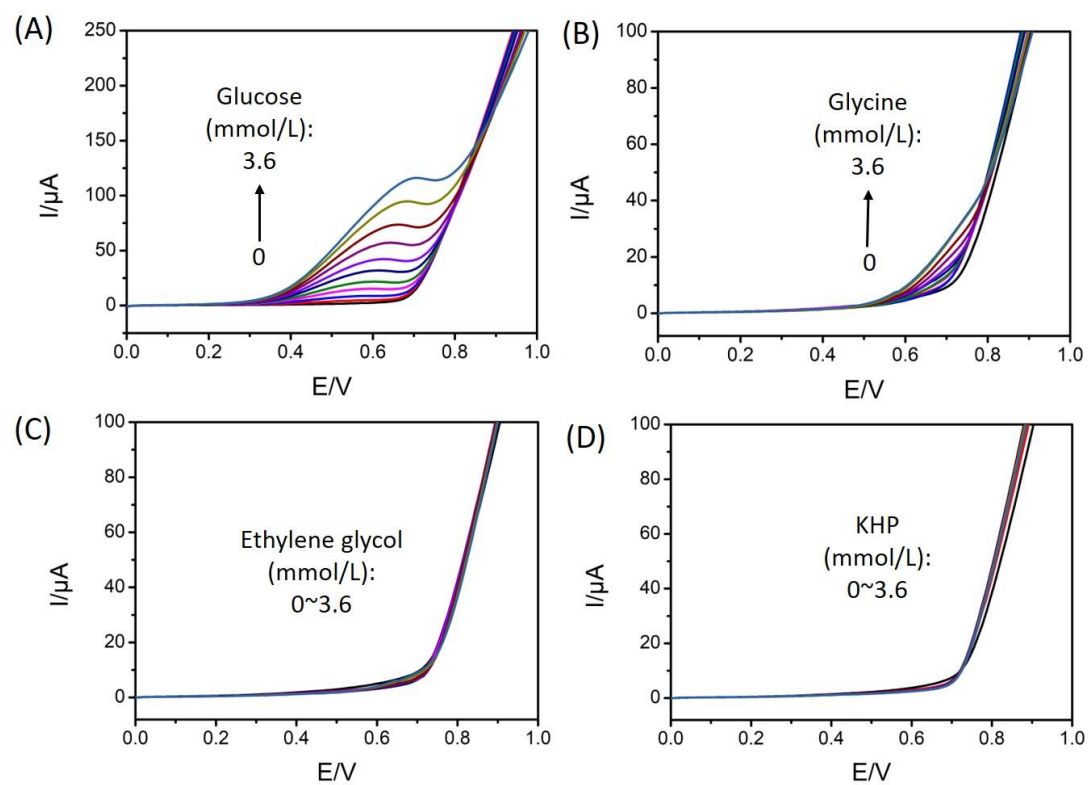 (A)
250
200
150
100
50
0
I/μA
Glucose
(mmol/L):
3.6
0
0.0 0.2 0.4 0.6 0.8 1.0
E/V
(B)
100
80
60
40
20
0
I/μA
Glycine
(mmol/L):
3.6
0
0.0 0.2 0.4 0.6 0.8 1.0
E/V
(C)
100
80
60
40
20
0
I/μA
Ethylene glycol
(mmol/L):
0~3.6
0.0 0.2 0.4 0.6 0.8 1.0
E/V
(D)
100
80
60
40
20
0
I/μA
KHP
(mmol/L):
0~3.6
0.0 0.2 0.4 0.6 0.8 1.0
E/V